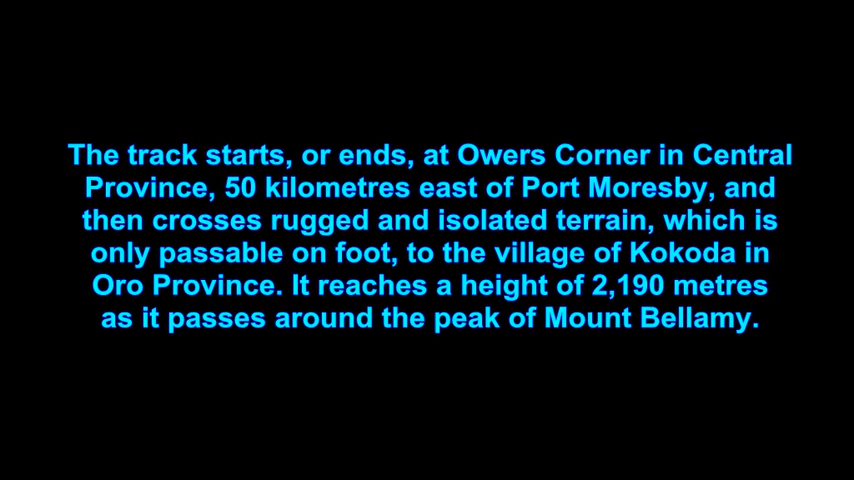 The track starts, or ends, at Owers Corner in Central
Province, 50 kilometres east of Port Moresby, and
then crosses rugged and isolated terrain, which is
only passable on foot, to the village of Kokoda in
Oro Province. It reaches a height of 2,190 metres
as it passes around the peak of Mount Bellamy.